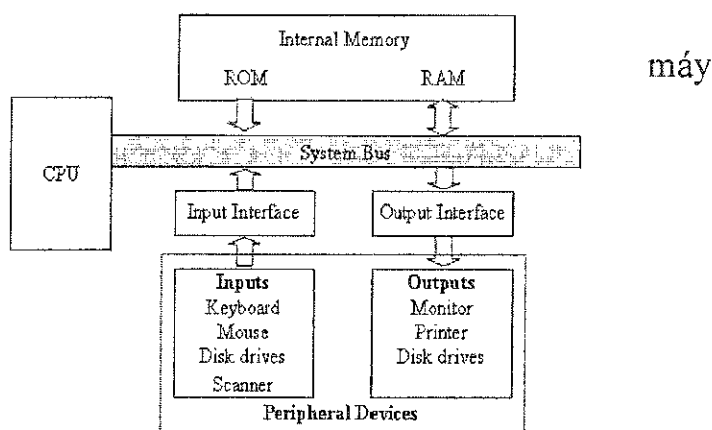 Internal Memory
ROM RAM
máy
CPU
System Bus
Input Interface
Output Interface
Inputs
Keyboard
Mouse
Disk drives
Scanner
Outputs
Monitor
Printer
Disk drives
Peripheral Devices